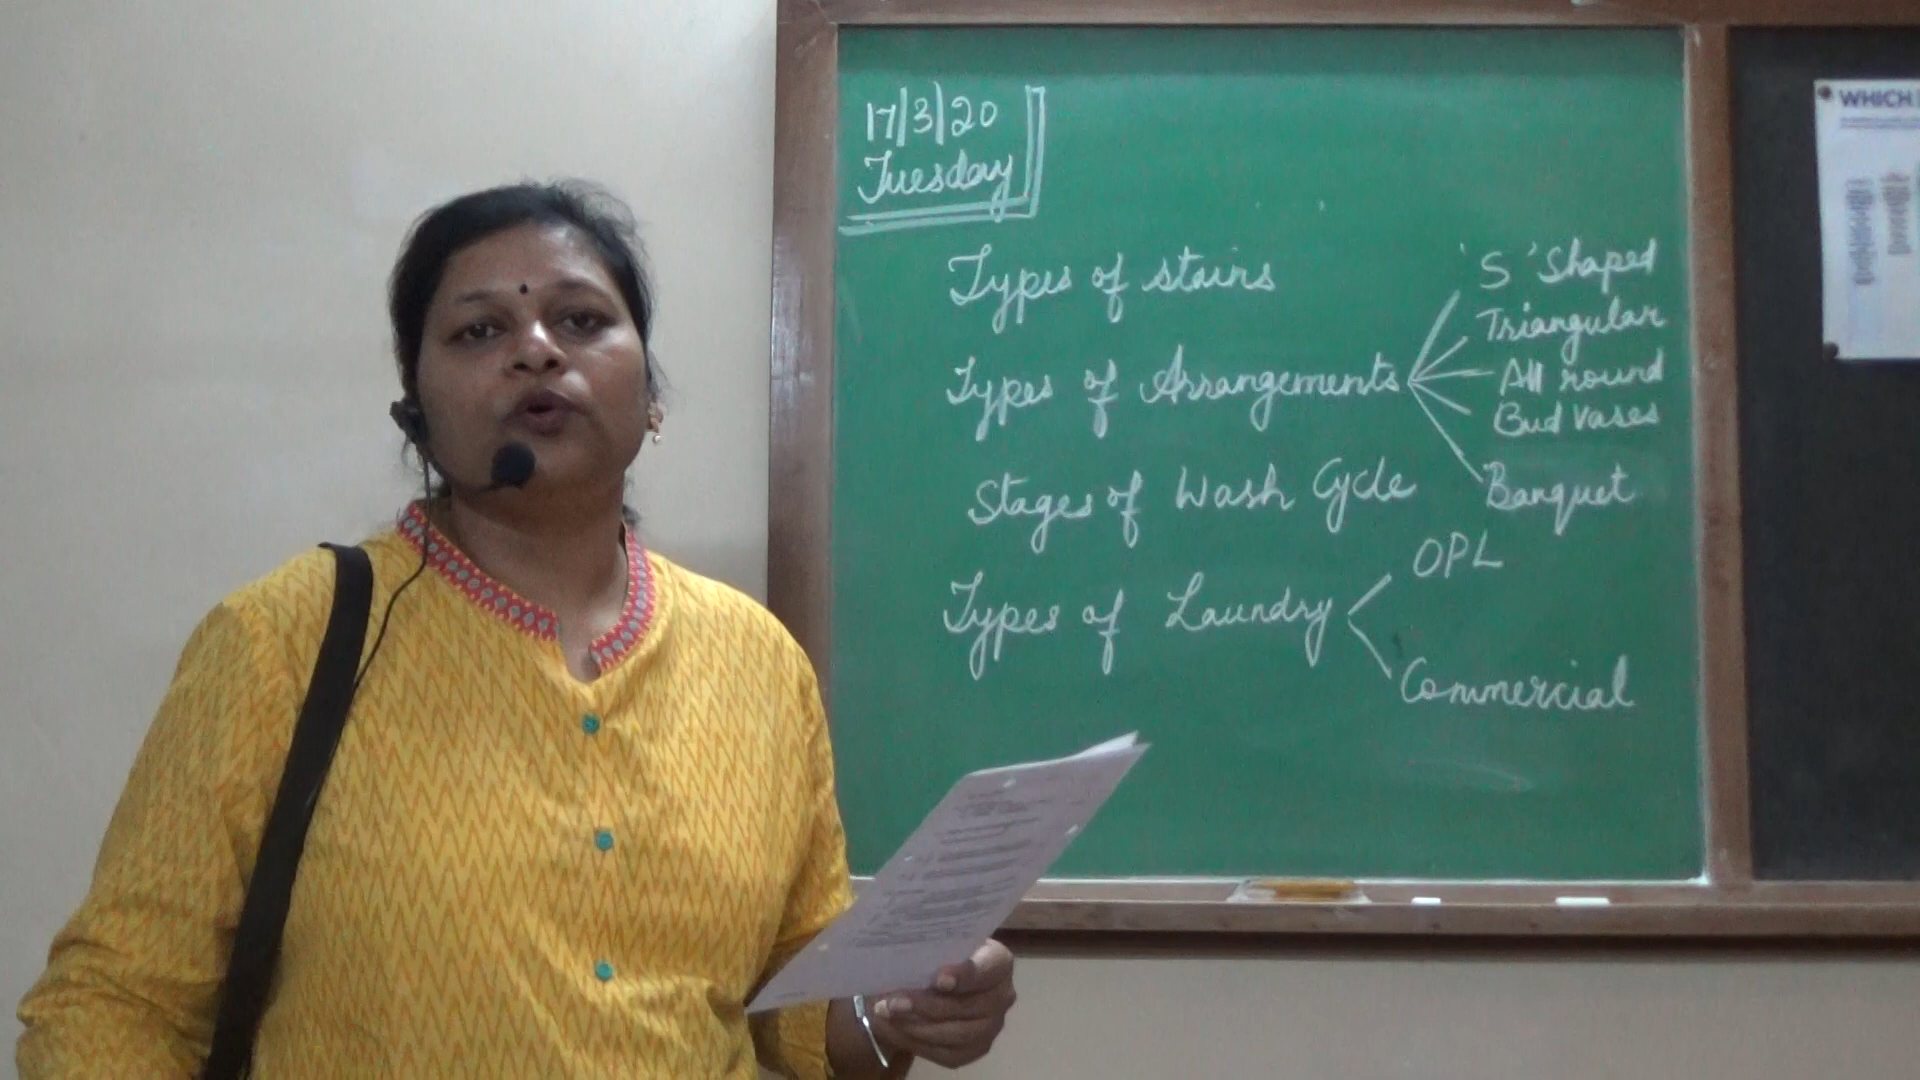 17/3/20
Tuesday
Types of stains
Types of Arrangements
'S' Shaped
Triangular
All round
Bud Vases
Banquet
Stages of Wash Cycle
Types of Laundry
OPL
Commercial
WHICH